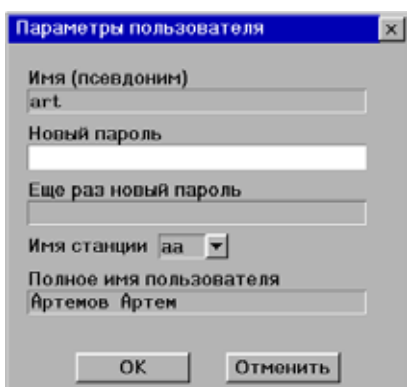 Параметры пользователя
Имя (псевдоним)
art
Новый пароль
Еще раз новый пароль
Имя станции aa
Полное имя пользователя
Артемов Артем
OK Отменить